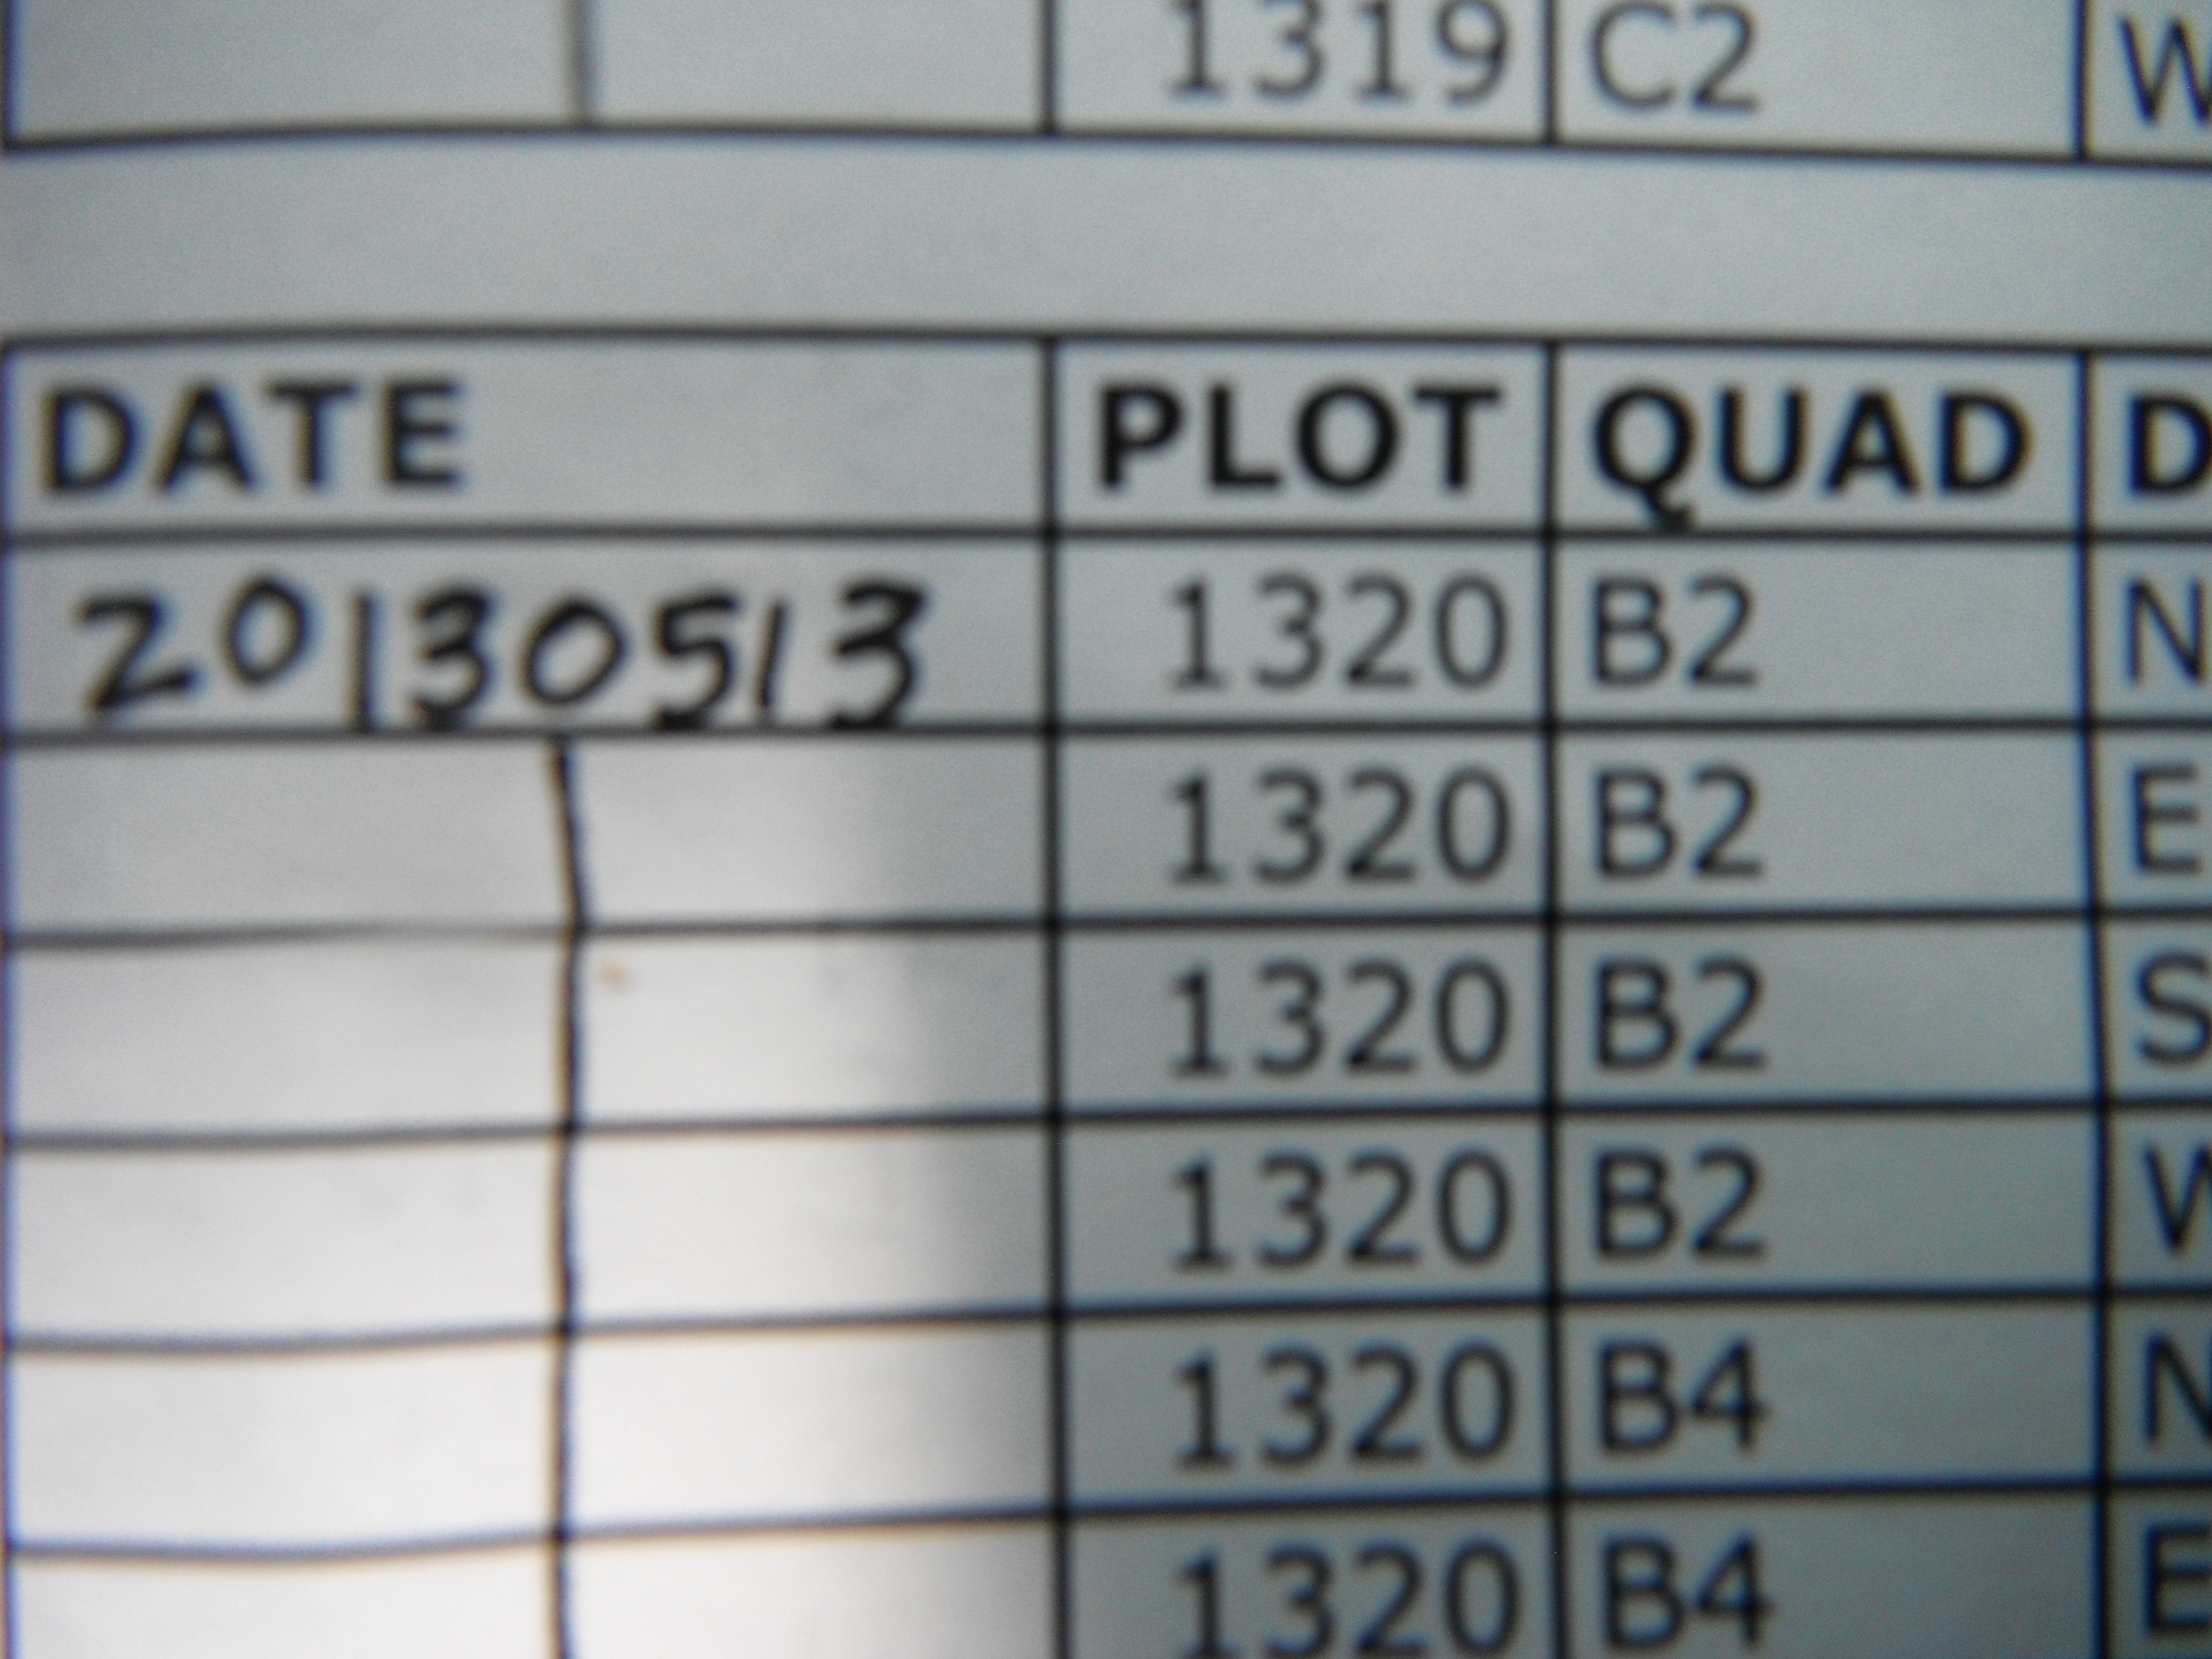 1319 C2 W
DATE PLOT QUAD D
20130513 1320 B2 N
1320 B2 E
1320 B2 S
1320 B2 W
1320 B4 N
1320 B4 E